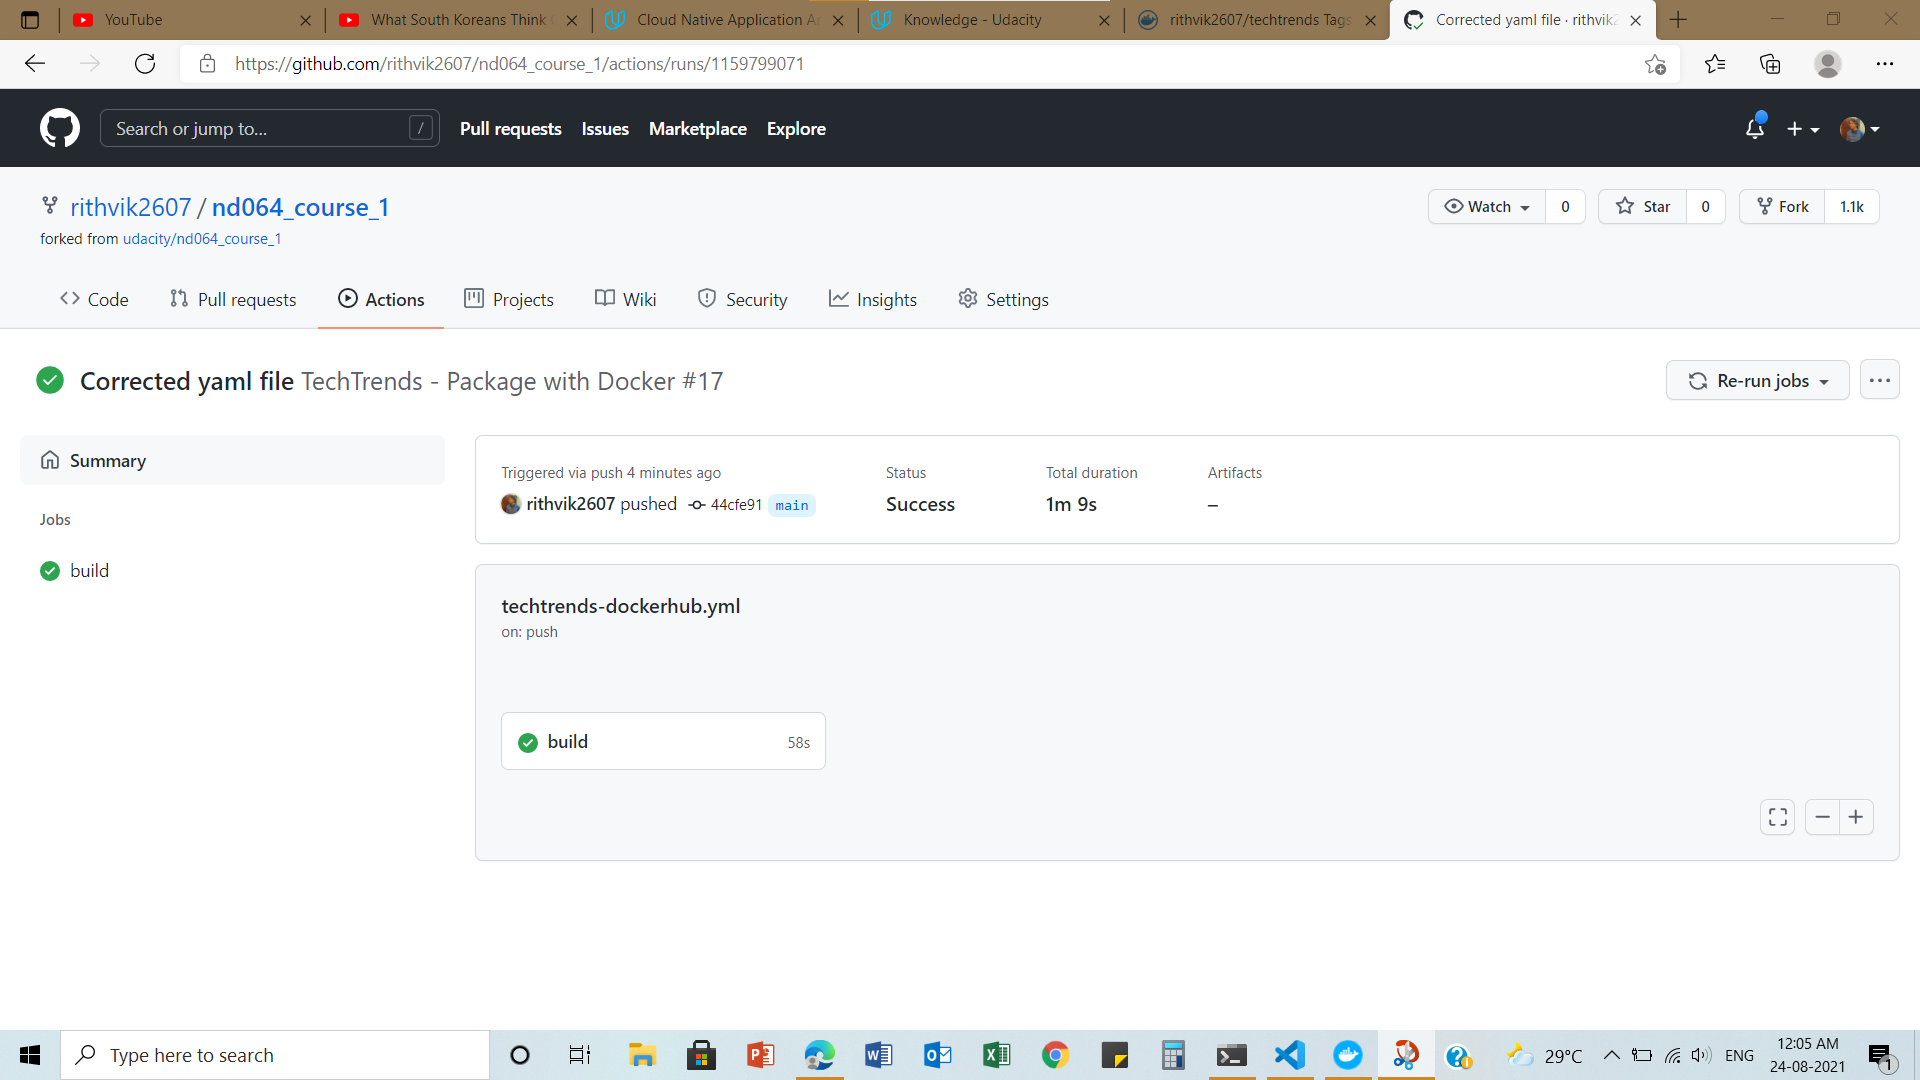 YouTube
What South Koreans Think
Cloud Native Application A
Knowledge - Udacity
rithvik2607/techtrends Tags
Corrected yaml file · rithvik2
https://github.com/rithvik2607/nd064_course_1/actions/runs/1159799071
Search or jump to...
/
Pull requests
Issues
Marketplace
Explore
rithvik2607 / nd064_course_1
forked from udacity/nd064_course_1
Watch
0
Star
0
Fork
1.1k
Code
Pull requests
Actions
Projects
Wiki
Security
Insights
Settings
Corrected yaml file TechTrends - Package with Docker #17
Re-run jobs
Summary
Jobs
build
Triggered via push 4 minutes ago
rithvik2607 pushed 44cfe91 main
Status
Success
Total duration
1m 9s
Artifacts
–
techtrends-dockerhub.yml
on: push
build
58s
Type here to search
29°C
ENG
12:05 AM
24-08-2021
1